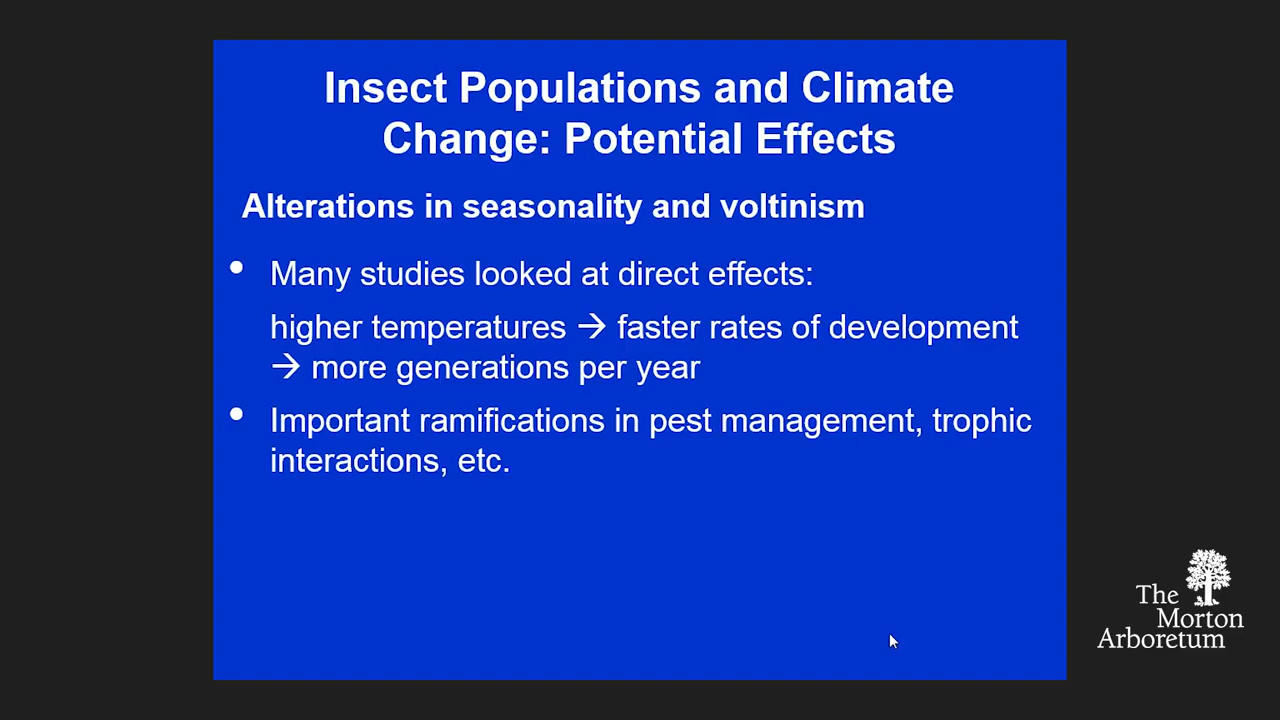 Insect Populations and Climate
Change: Potential Effects
Alterations in seasonality and voltinism
• Many studies looked at direct effects:
higher temperatures → faster rates of development
→ more generations per year
• Important ramifications in pest management, trophic
interactions, etc.
The
Morton
Arboretum